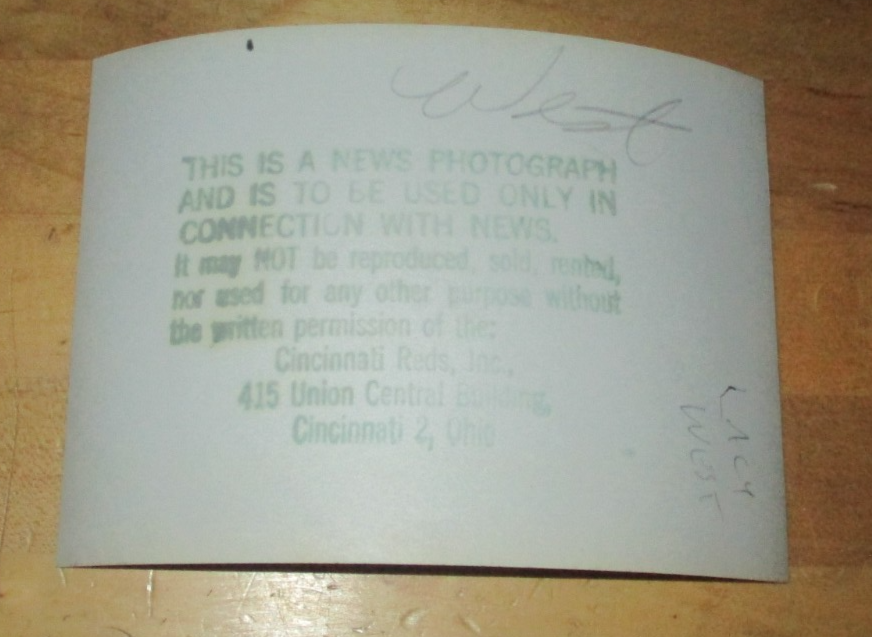 West
THIS IS A NEWS PHOTOGRAPH
AND IS TO BE USED ONLY IN
CONNECTION WITH NEWS.
It may NOT be reproduced, sold, rented,
nor used for any other purpose without
the written permission of the:
Cincinnati Reds, Inc.,
415 Union Central Building,
Cincinnati 2, Ohio
LACY
WEST